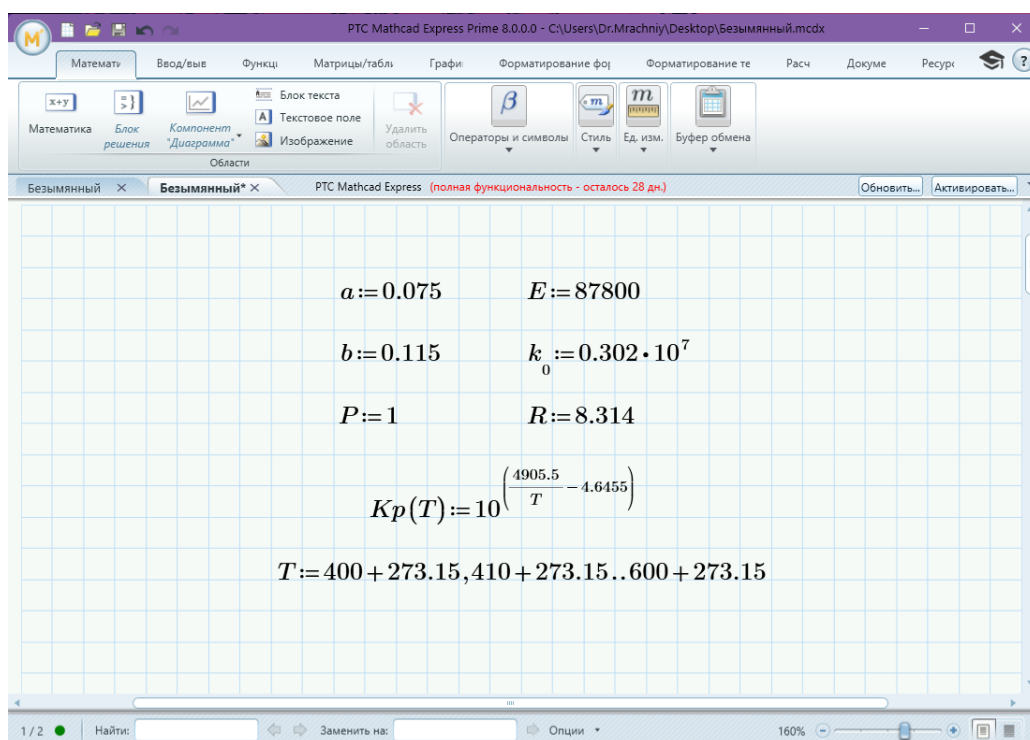 PTC Mathcad Express Prime 8.0.0.0 - C:\Users\Dr.Mrachniy\Desktop\Безымянный.mcdx
Математи Ввод/выв Функци Матрицы/табли График Форматирование фор Форматирование те Расч Докуме Ресурс
Математика
Блок решения
Компонент "Диаграмма"
Блок текста
Текстовое поле
Изображение
Удалить область
Операторы и символы
Стиль
Ед. изм.
Буфер обмена
Области
Безымянный × Безымянный* × PTC Mathcad Express (полная функциональность - осталось 28 дн.) Обновить... Активировать...
a:=0.075 E:=87800
b:=0.115 k_0:=0.302•10^7
P:=1 R:=8.314
Kp(T):=10^(4905.5/T-4.6455)
T:=400+273.15,410+273.15..600+273.15
1 / 2 Найти: Заменить на: Опции 160%